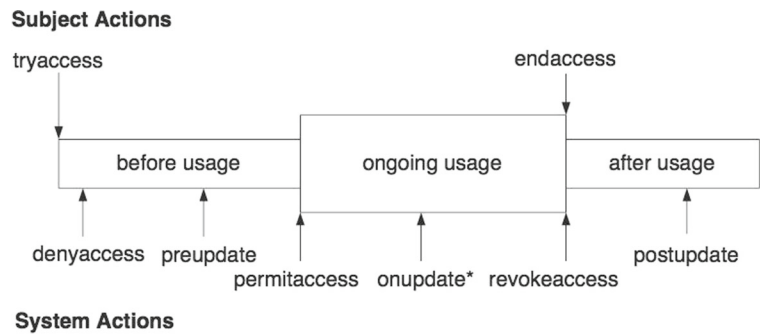 Subject Actions
tryaccess
endaccess
before usage
ongoing usage
after usage
denyaccess
preupdate
postupdate
permitaccess
onupdate*
revokeaccess
System Actions